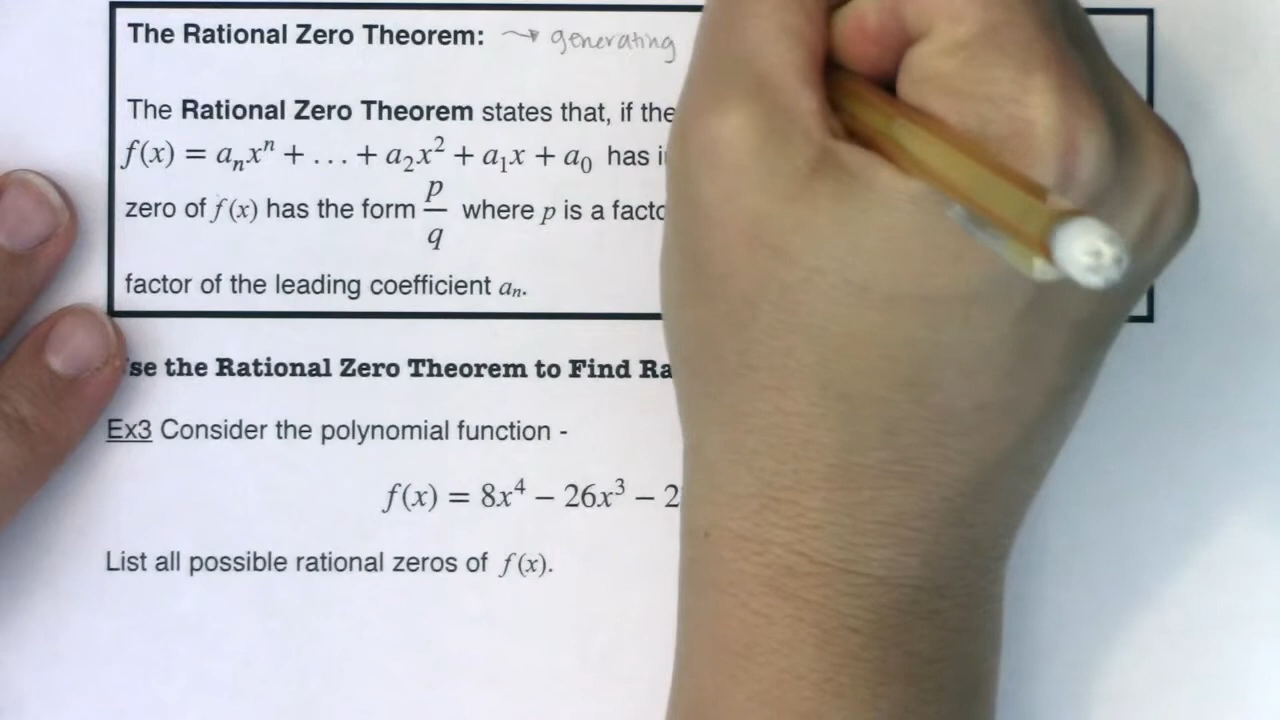 The Rational Zero Theorem: → generating
The Rational Zero Theorem states that, if the
f(x) = aₙxⁿ + … + a₂x² + a₁x + a₀ has
zero of f(x) has the form p/q where p is a
factor of the leading coefficient aₙ.
se the Rational Zero Theorem to Find
Ex3 Consider the polynomial function -
f(x) = 8x⁴ – 26x³ – 2
List all possible rational zeros of f(x).